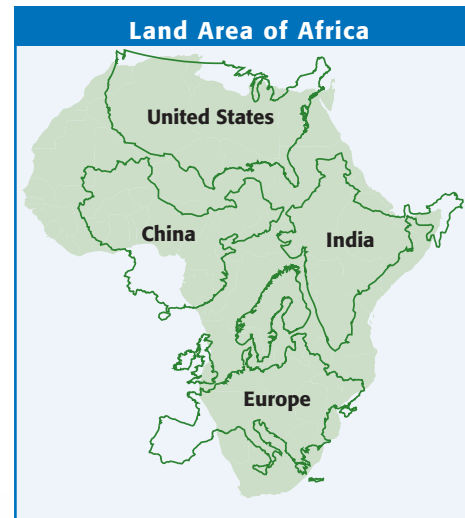 Land Area of Africa
United States
China
India
Europe